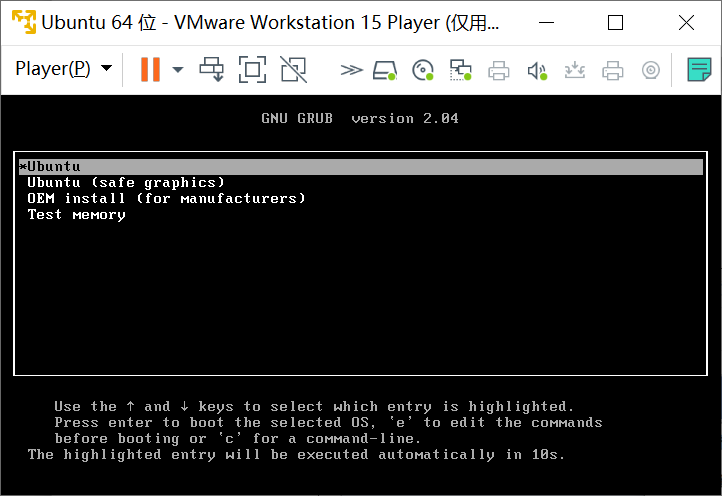 Ubuntu 64 位 - VMware Workstation 15 Player (仅用...
Player(P)
GNU GRUB version 2.04
*Ubuntu
Ubuntu (safe graphics)
OEM install (for manufacturers)
Test memory
Use the ↑ and ↓ keys to select which entry is highlighted.
Press enter to boot the selected OS, `e' to edit the commands
before booting or `c' for a command-line.
The highlighted entry will be executed automatically in 10s.